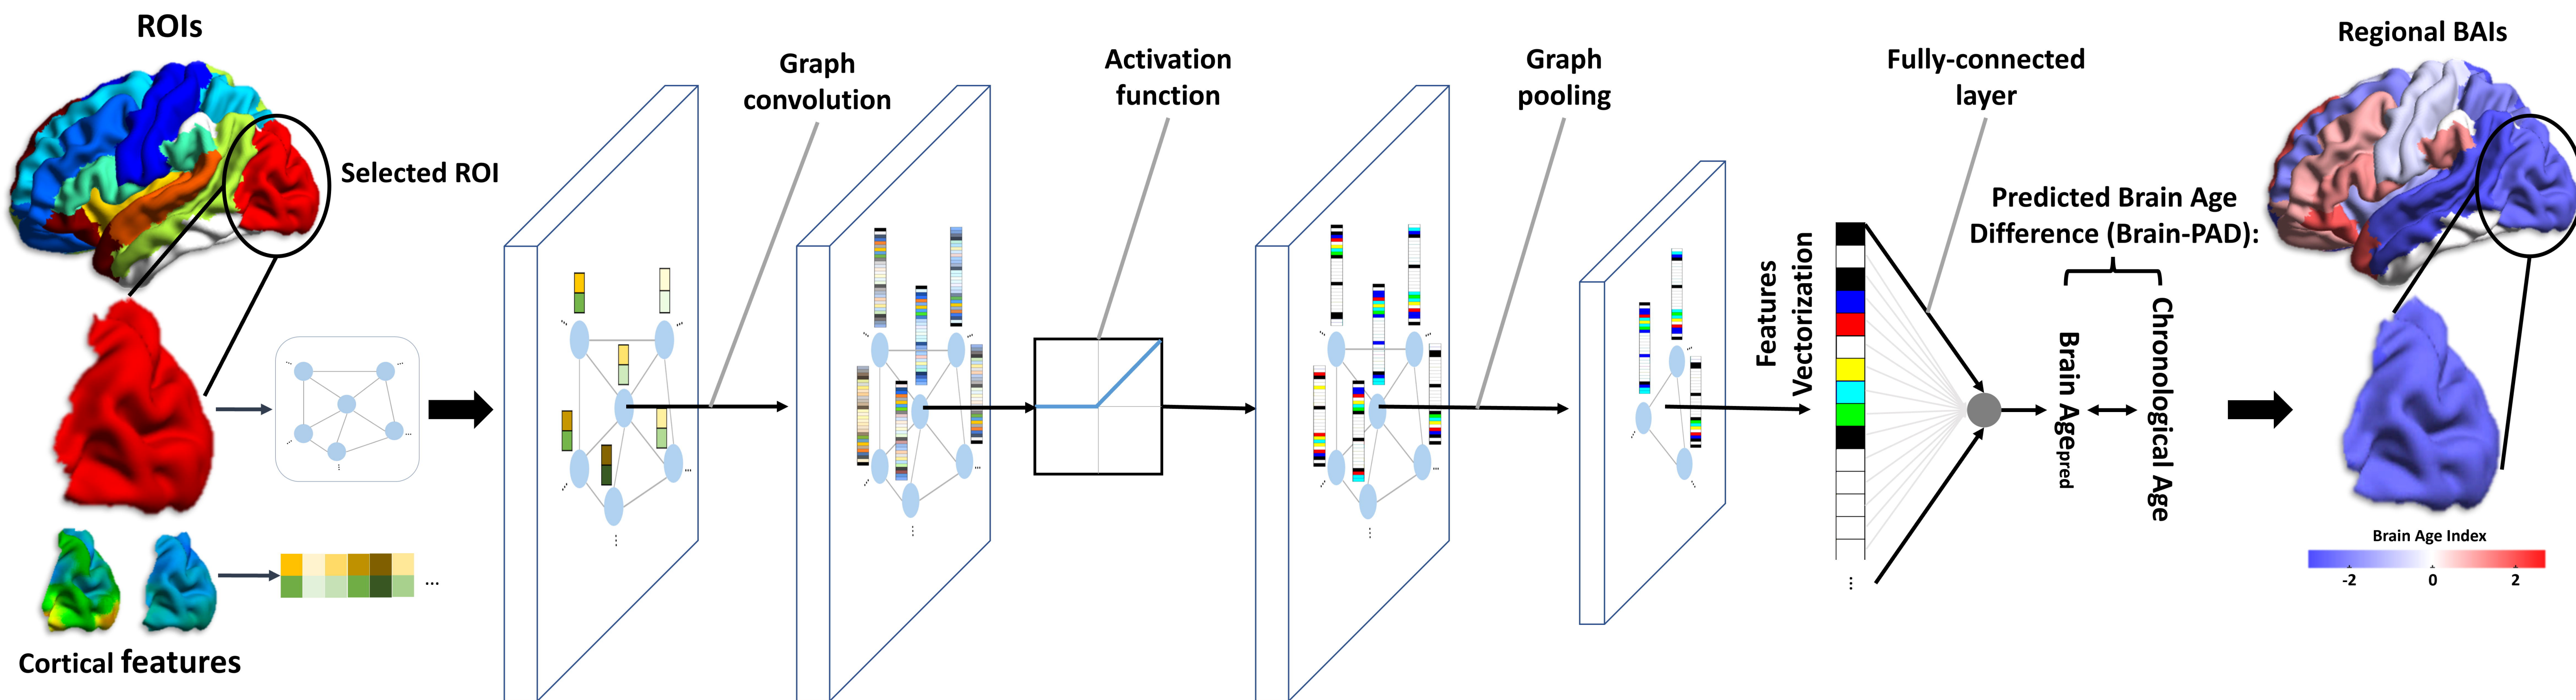 ROIs
Selected ROI
Cortical features
...
Graph
convolution
Activation
function
Graph
pooling
Features
Vectorization
Fully-connected
layer
Predicted Brain Age
Difference (Brain-PAD):
Brain Agepred
Chronological Age
Regional BAIs
Brain Age Index
-2
0
2